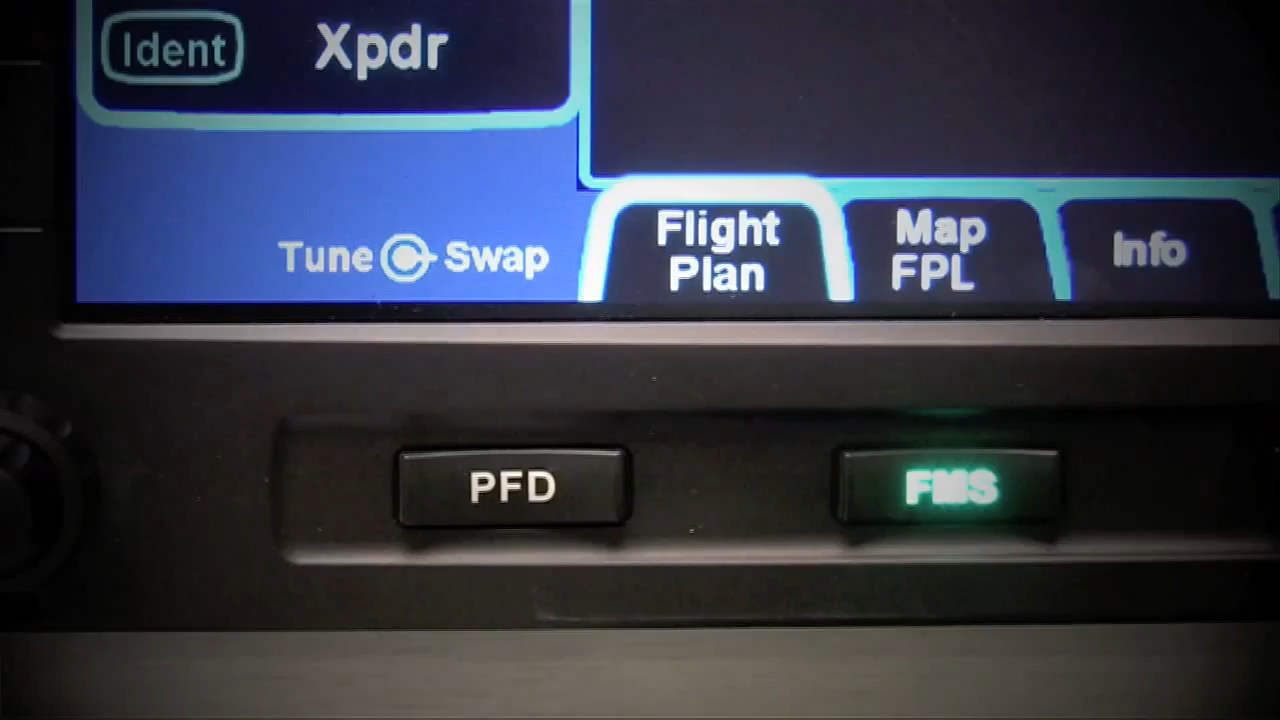 Ident Xpdr
Tune Swap
Flight
Plan
Map
FPL
Info
PFD
FMS